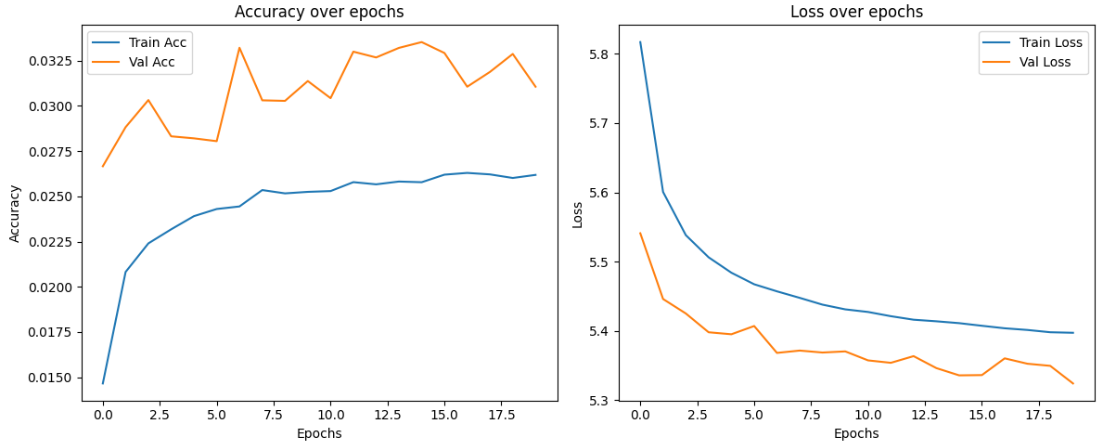 Accuracy over epochs
Train Acc
Val Acc
0.0325
0.0300
0.0275
0.0250
0.0225
0.0200
0.0175
0.0150
Accuracy
0.0 2.5 5.0 7.5 10.0 12.5 15.0 17.5
Epochs
Loss over epochs
Train Loss
Val Loss
5.8
5.7
5.6
5.5
5.4
5.3
Loss
0.0 2.5 5.0 7.5 10.0 12.5 15.0 17.5
Epochs